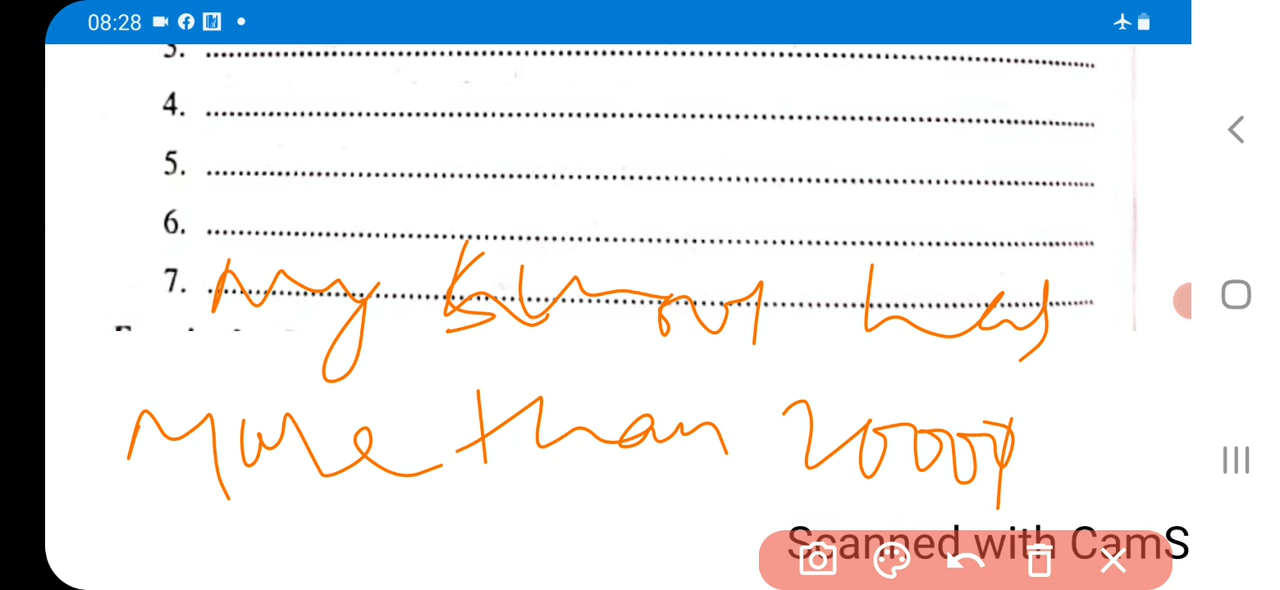 08:28
3.
4.
5.
6.
7. my has
more than
Scanned with CamS